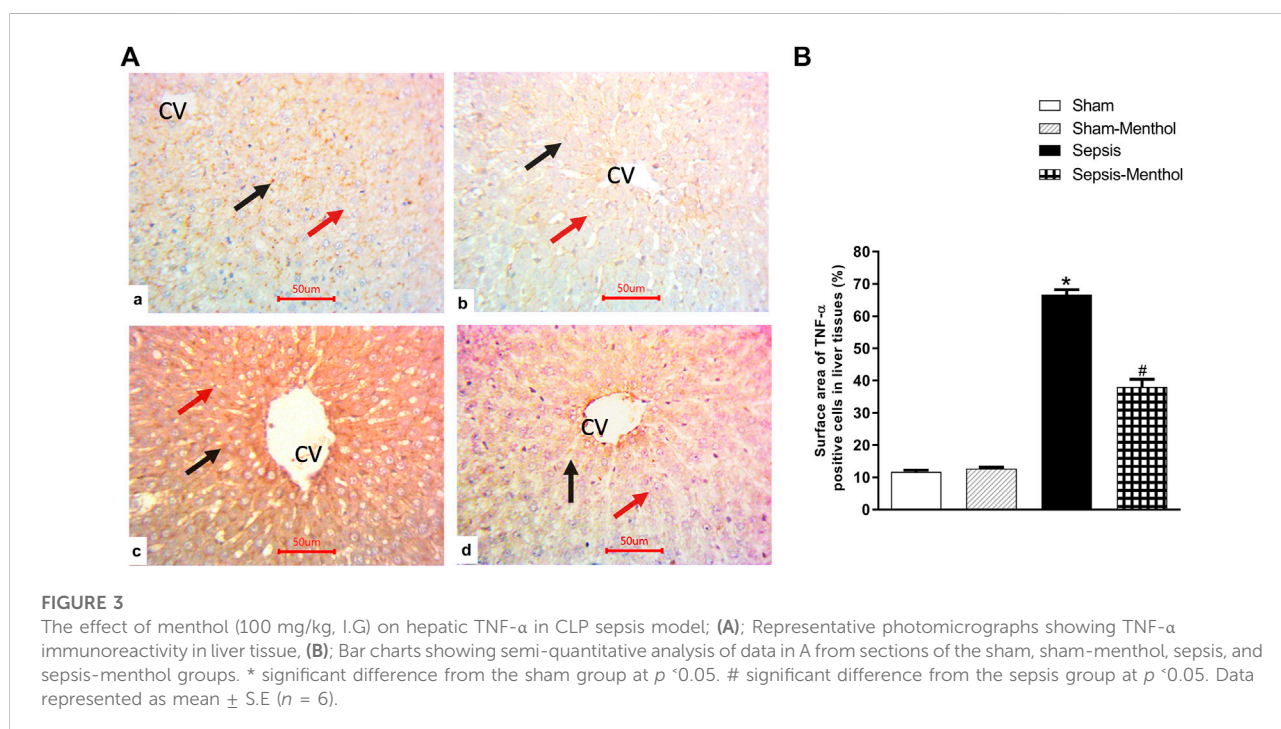 A
B
CV
a
50um
CV
b
50um
CV
c
50um
CV
d
50um
Sham
Sham-Menthol
Sepsis
Sepsis-Menthol
Surface area of TNF-α
positive cells in liver tissues (%)
80
70
60
50
40
30
20
10
0
*
#
FIGURE 3
The effect of menthol (100 mg/kg, I.G) on hepatic TNF-α in CLP sepsis model; (A); Representative photomicrographs showing TNF-α
immunoreactivity in liver tissue, (B); Bar charts showing semi-quantitative analysis of data in A from sections of the sham, sham-menthol, sepsis, and
sepsis-menthol groups. * significant difference from the sham group at p ˂0.05. # significant difference from the sepsis group at p ˂0.05. Data
represented as mean ± S.E (n = 6).